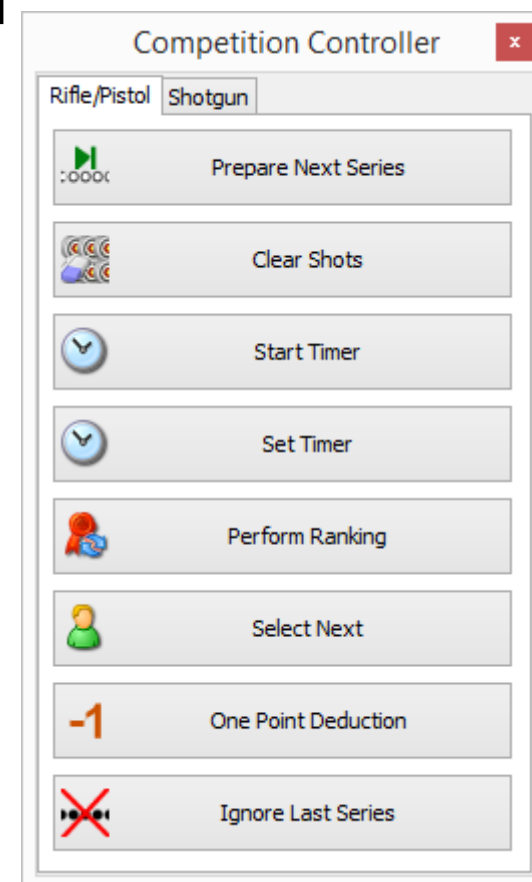 Competition Controller
x
Rifle/Pistol Shotgun
Prepare Next Series
Clear Shots
Start Timer
Set Timer
Perform Ranking
Select Next
-1 One Point Deduction
Ignore Last Series